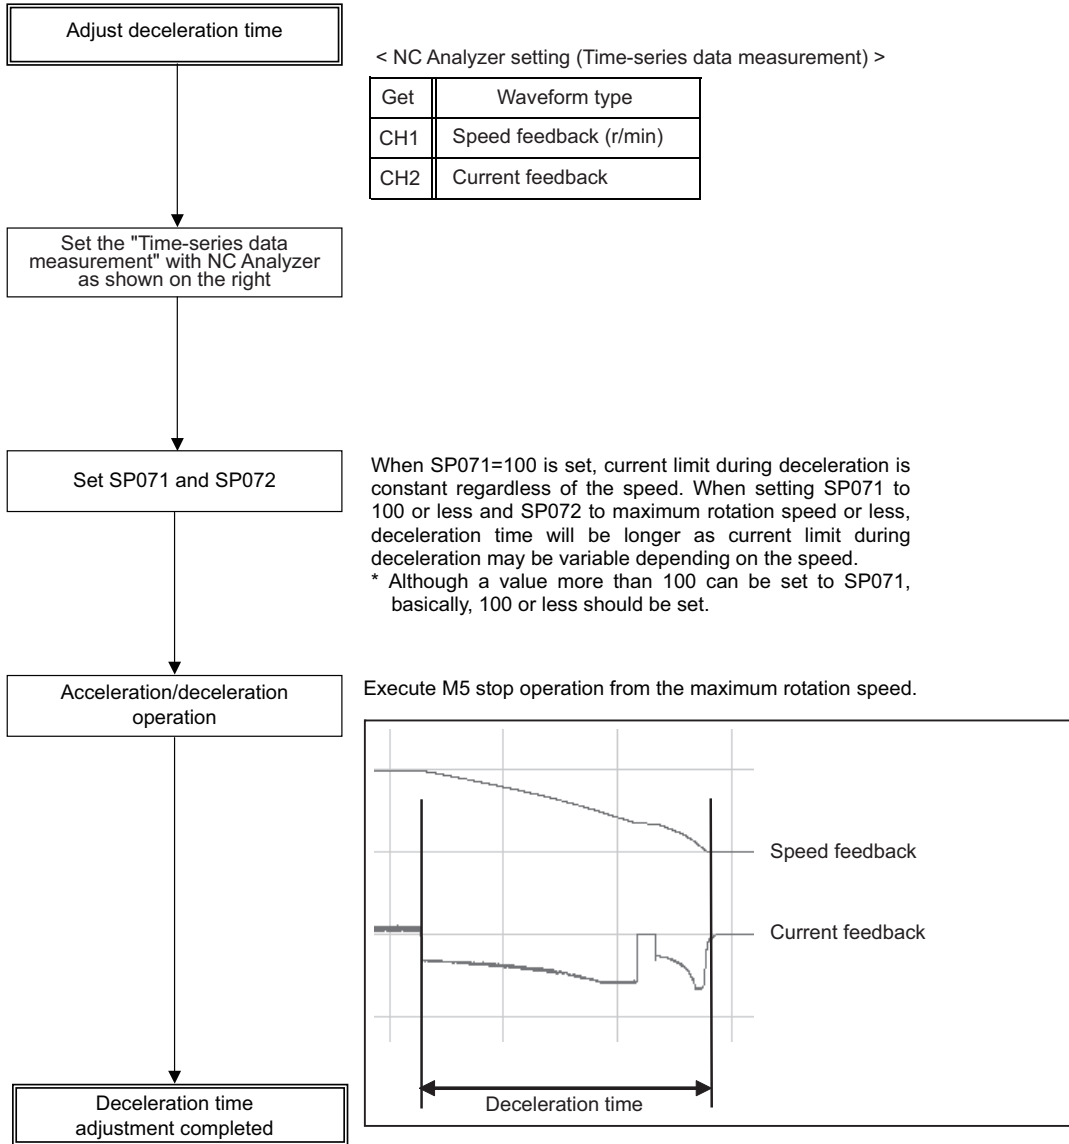 Adjust deceleration time
< NC Analyzer setting (Time-series data measurement) >
Get Waveform type
CH1 Speed feedback (r/min)
CH2 Current feedback
Set the "Time-series data
measurement" with NC Analyzer
as shown on the right
Set SP071 and SP072
When SP071=100 is set, current limit during deceleration is
constant regardless of the speed. When setting SP071 to
100 or less and SP072 to maximum rotation speed or less,
deceleration time will be longer as current limit during
deceleration may be variable depending on the speed.
* Although a value more than 100 can be set to SP071,
basically, 100 or less should be set.
Acceleration/deceleration
operation
Execute M5 stop operation from the maximum rotation speed.
Speed feedback
Current feedback
Deceleration time
Deceleration time
adjustment completed